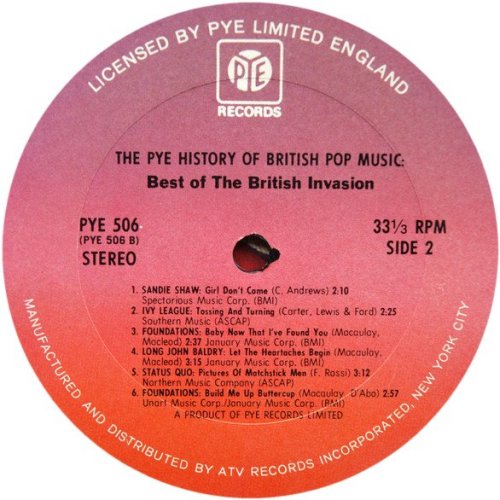 LICENSED BY PYE LIMITED ENGLAND
PYE
RECORDS
THE PYE HISTORY OF BRITISH POP MUSIC:
Best of The British Invasion
PYE 506
(PYE 506 B)
STEREO
33⅓ RPM
SIDE 2
1. SANDIE SHAW: Girl Don't Come (C. Andrews) 2:10
Spectorious Music Corp. (BMI)
2. IVY LEAGUE: Tossing And Turning (Carter, Lewis & Ford) 2:25
Southern Music (ASCAP)
3. FOUNDATIONS: Baby Now That I've Found You (Macaulay,
Macleod) 2:37 January Music Corp. (BMI)
4. LONG JOHN BALDRY: Let The Heartaches Begin (Macaulay,
Macleod) 3:15 January Music Corp. (BMI)
5. STATUS QUO: Pictures Of Matchstick Men (F. Rossi) 3:12
Northern Music Company (ASCAP)
6. FOUNDATIONS: Build Me Up Buttercup (Macaulay, D'Abo) 2:57
Unart Music Corp./January Music Corp. (BMI)
A PRODUCT OF PYE RECORDS LIMITED
MANUFACTURED AND DISTRIBUTED BY ATV RECORDS INCORPORATED, NEW YORK CITY